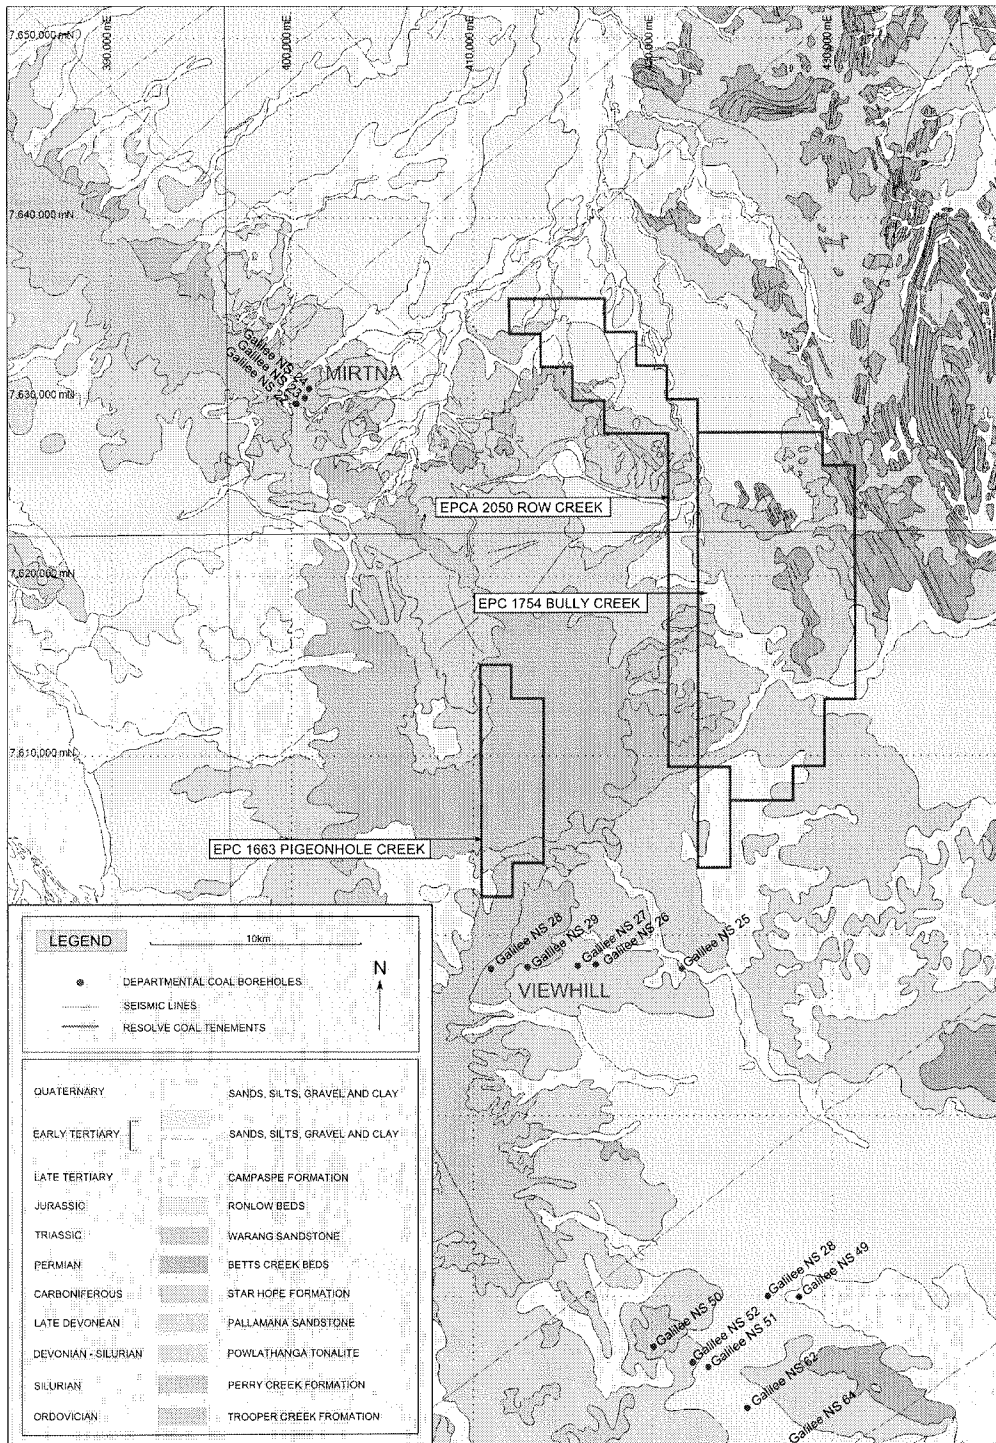 7,650,000 mN
390,000 mE
400,000 mE
410,000 mE
430,000 mE
7,640,000 mN
Galilee NS 24
Galilee NS 23
Galilee NS 22
MIRTNA
7,630,000 mN
EPCA 2050 ROW CREEK
7,620,000 mN
EPC 1754 BULLY CREEK
7,610,000 mN
EPC 1663 PIGEONHOLE CREEK
Galilee NS 28
Galilee NS 29
Galilee NS 27
Galilee NS 26
Galilee NS 25
VIEWHILL
LEGEND
10km
N
DEPARTMENTAL COAL BOREHOLES
SEISMIC LINES
RESOLVE COAL TENEMENTS
QUATERNARY SANDS, SILTS, GRAVEL AND CLAY
EARLY TERTIARY SANDS, SILTS, GRAVEL AND CLAY
LATE TERTIARY CAMPASPE FORMATION
JURASSIC RONLOW BEDS
TRIASSIC WARANG SANDSTONE
PERMIAN BETTS CREEK BEDS
CARBONIFEROUS STAR HOPE FORMATION
LATE DEVONEAN PALLAMANA SANDSTONE
DEVONIAN - SILURIAN POWLATHANGA TONALITE
SILURIAN PERRY CREEK FORMATION
ORDOVICIAN TROOPER CREEK FROMATION
Galilee NS 28
Galilee NS 49
Galilee NS 50
Galilee NS 52
Galilee NS 51
Galilee NS 62
Galilee NS 64